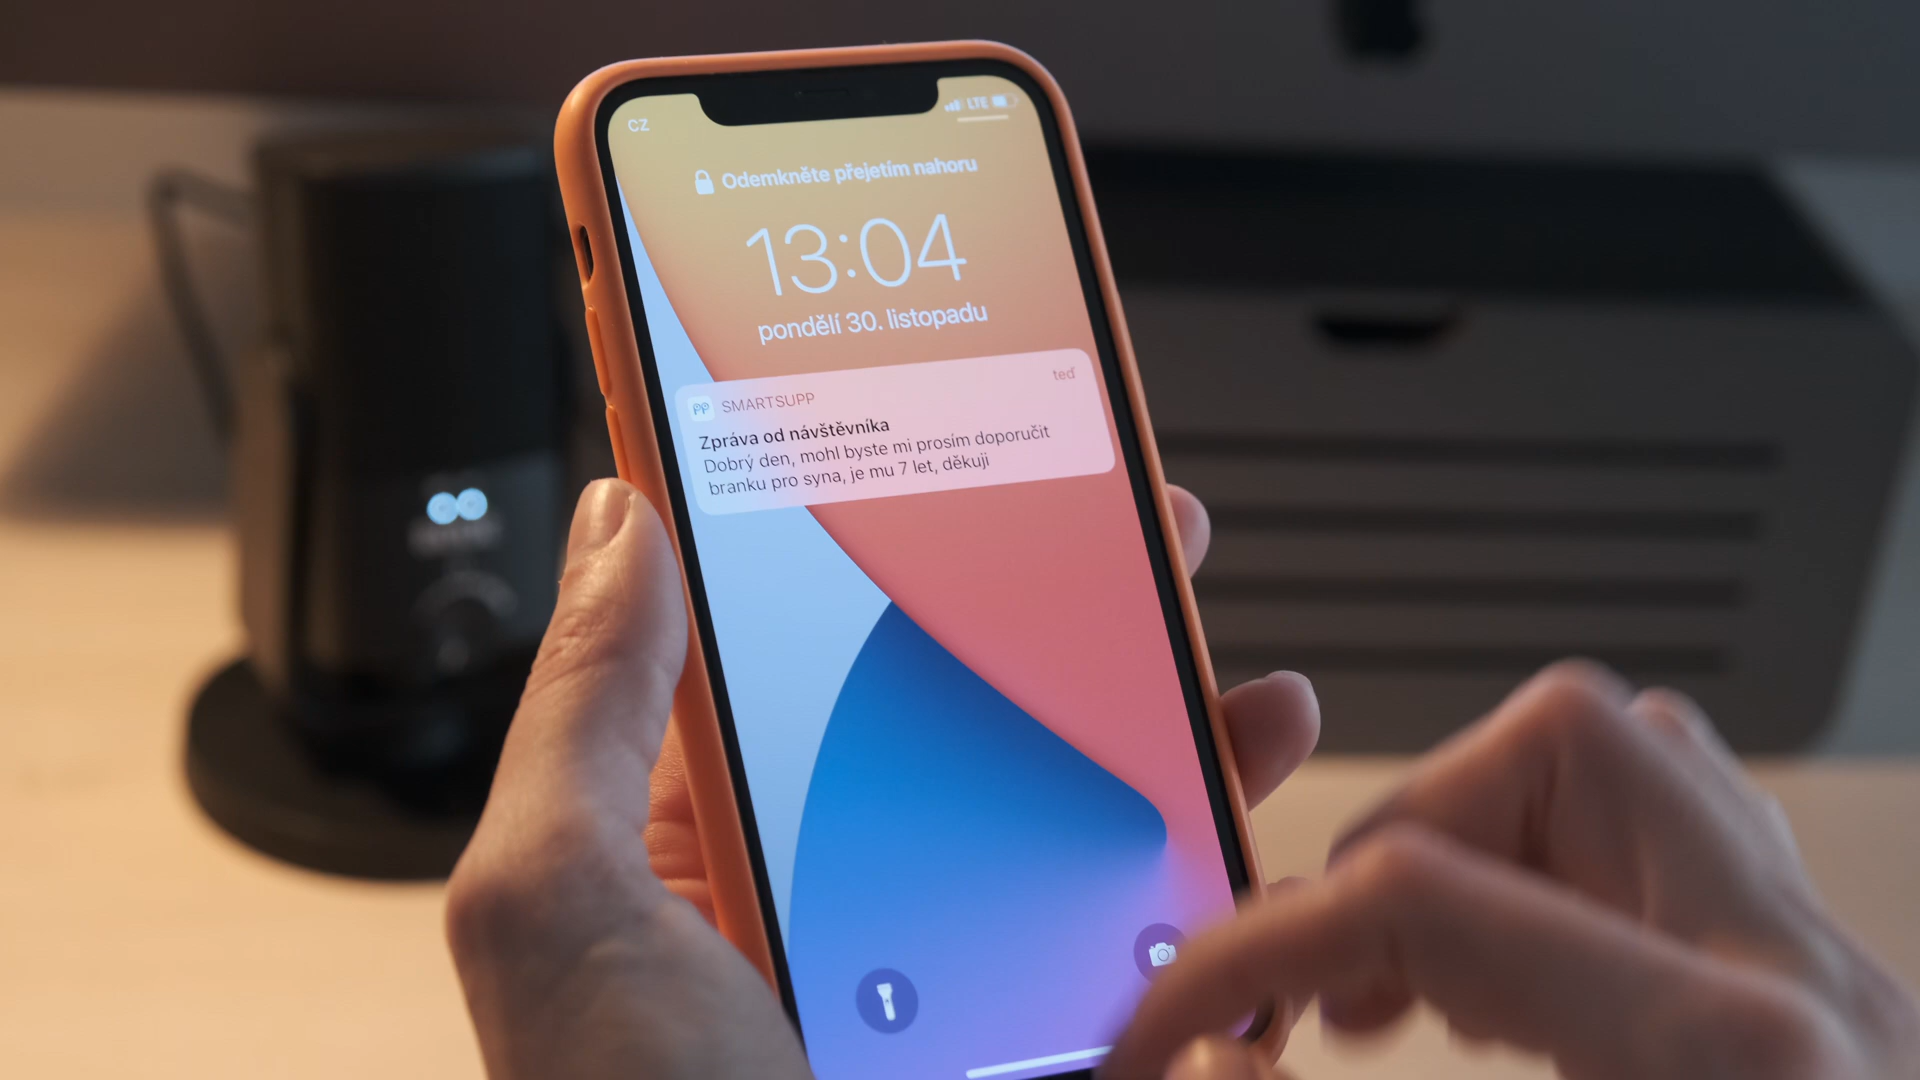 CZ
LTE
Odemkněte přejetím nahoru
13:04
pondělí 30. listopadu
SMARTSUPP
teď
Zpráva od návštěvníka
Dobrý den, mohl byste mi prosím doporučit
branku pro syna, je mu 7 let, děkuji